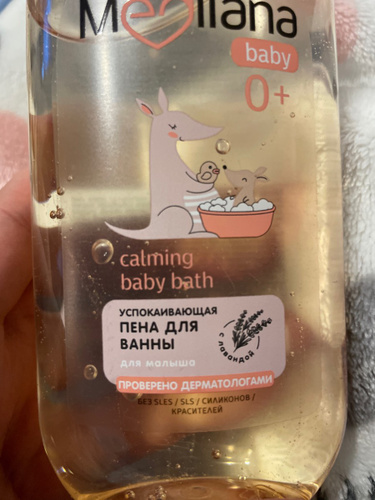 baby
0+
calming
baby bath
УСПОКАИВАЮЩАЯ
ПЕНА ДЛЯ
ВАННЫ
для малыша
с лавандой
ПРОВЕРЕНО ДЕРМАТОЛОГАМИ
БЕЗ SLES / SLS / СИЛИКОНОВ /
КРАСИТЕЛЕЙ